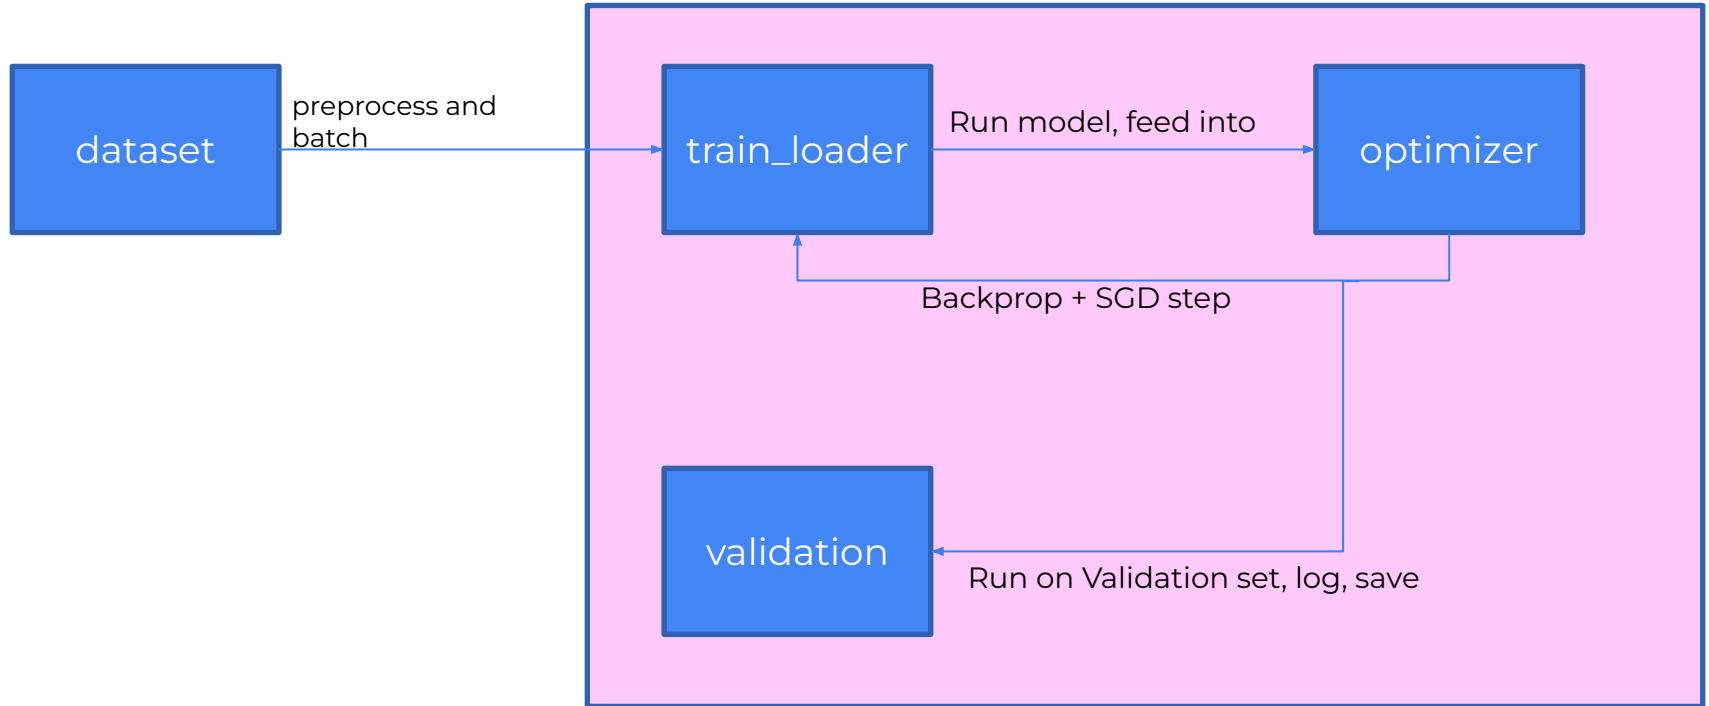 dataset
preprocess and
batch
train_loader
Run model, feed into
optimizer
Backprop + SGD step
validation
Run on Validation set, log, save